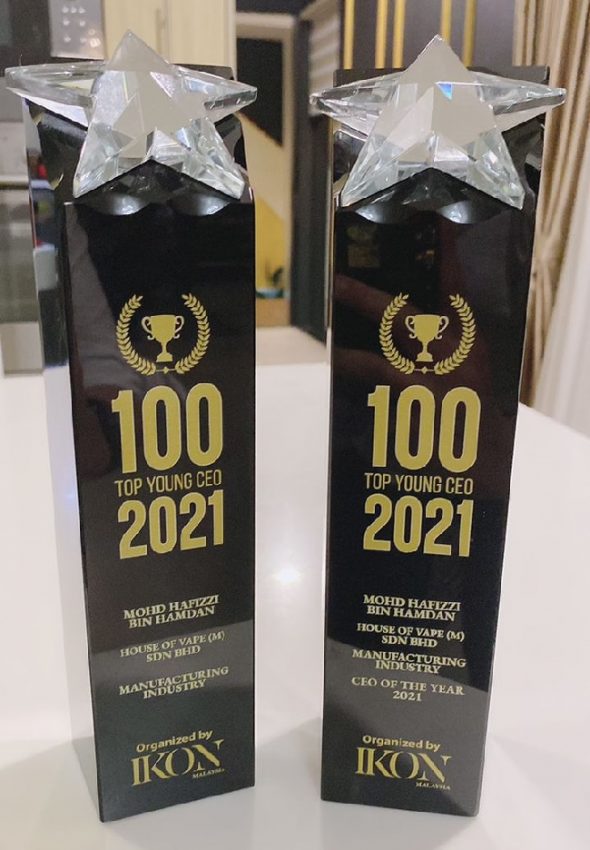 100
TOP YOUNG CEO
2021
MOHD HAFIZZI
BIN HAMDAN
HOUSE OF VAPE (M)
SDN BHD
MANUFACTURING
INDUSTRY
Organized by
IKON
MALAYSIA
100
TOP YOUNG CEO
2021
MOHD HAFIZZI
BIN HAMDAN
HOUSE OF VAPE (M)
SDN BHD
MANUFACTURING
INDUSTRY
CEO OF THE YEAR
2021
Organized by
IKON
MALAYSIA